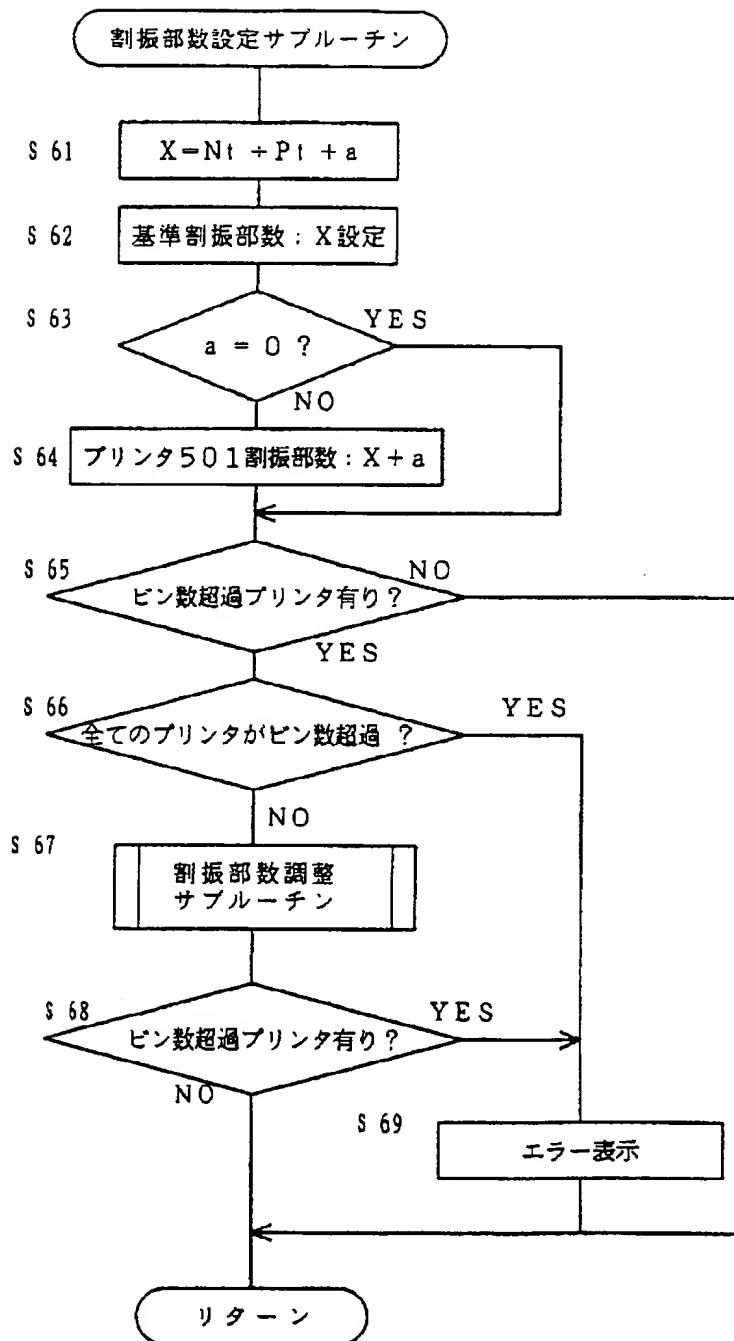 割振部数設定サブルーチン
S 61
X=Nt÷Pt+a
S 62
基準割振部数：X設定
S 63
YES
a = 0 ?
NO
S 64
プリンタ501割振部数：X+a
S 65
NO
ビン数超過プリンタ有り？
YES
S 66
YES
全てのプリンタがビン数超過 ？
NO
S 67
割振部数調整
サブルーチン
S 68
YES
ビン数超過プリンタ有り？
NO
S 69
エラー表示
リターン